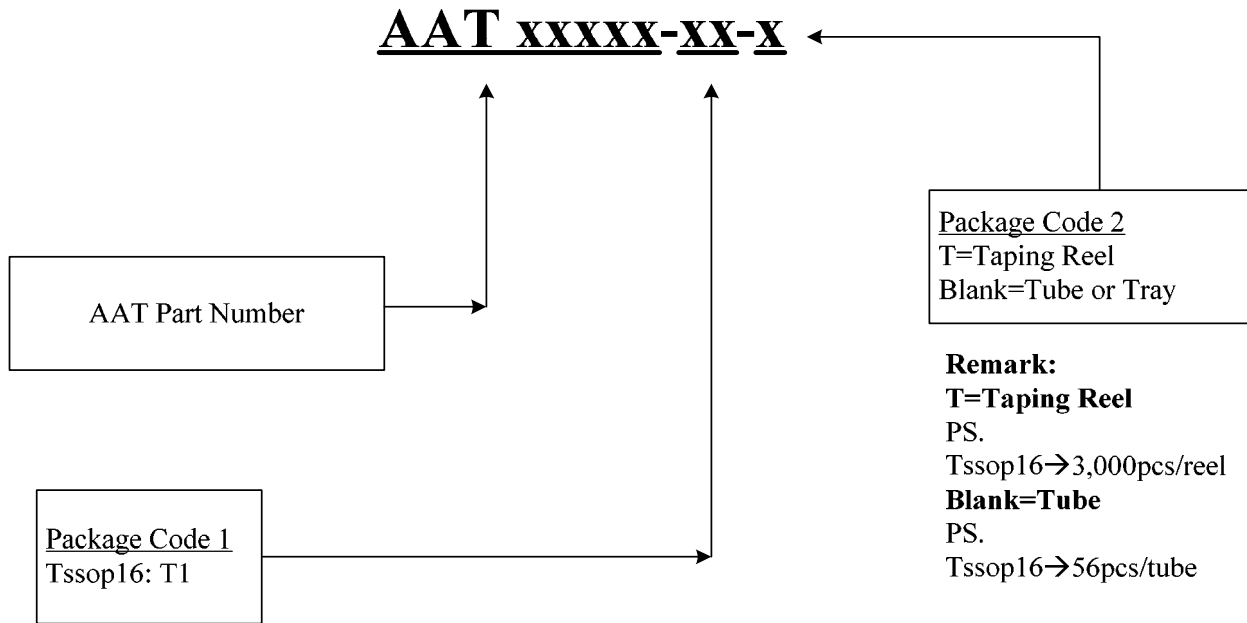 AAT xxxxx-xx-x
Package Code 2
T=Taping Reel
Blank=Tube or Tray
AAT Part Number
Remark:
T=Taping Reel
PS.
Tssop16→3,000pcs/reel
Blank=Tube
PS.
Tssop16→56pcs/tube
Package Code 1
Tssop16: T1